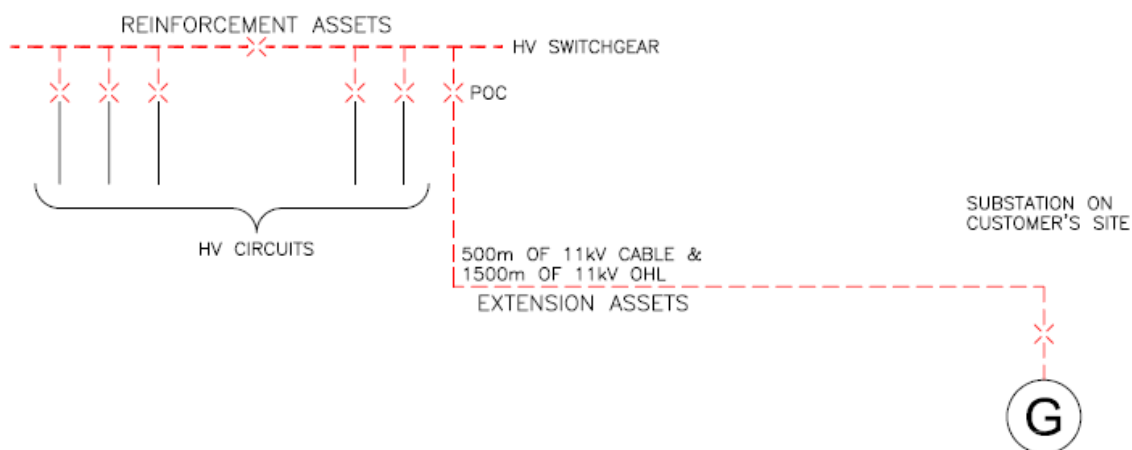 REINFORCEMENT ASSETS
HV SWITCHGEAR
POC
HV CIRCUITS
SUBSTATION ON
CUSTOMER'S SITE
500m OF 11kV CABLE &
1500m OF 11kV OHL
EXTENSION ASSETS
G